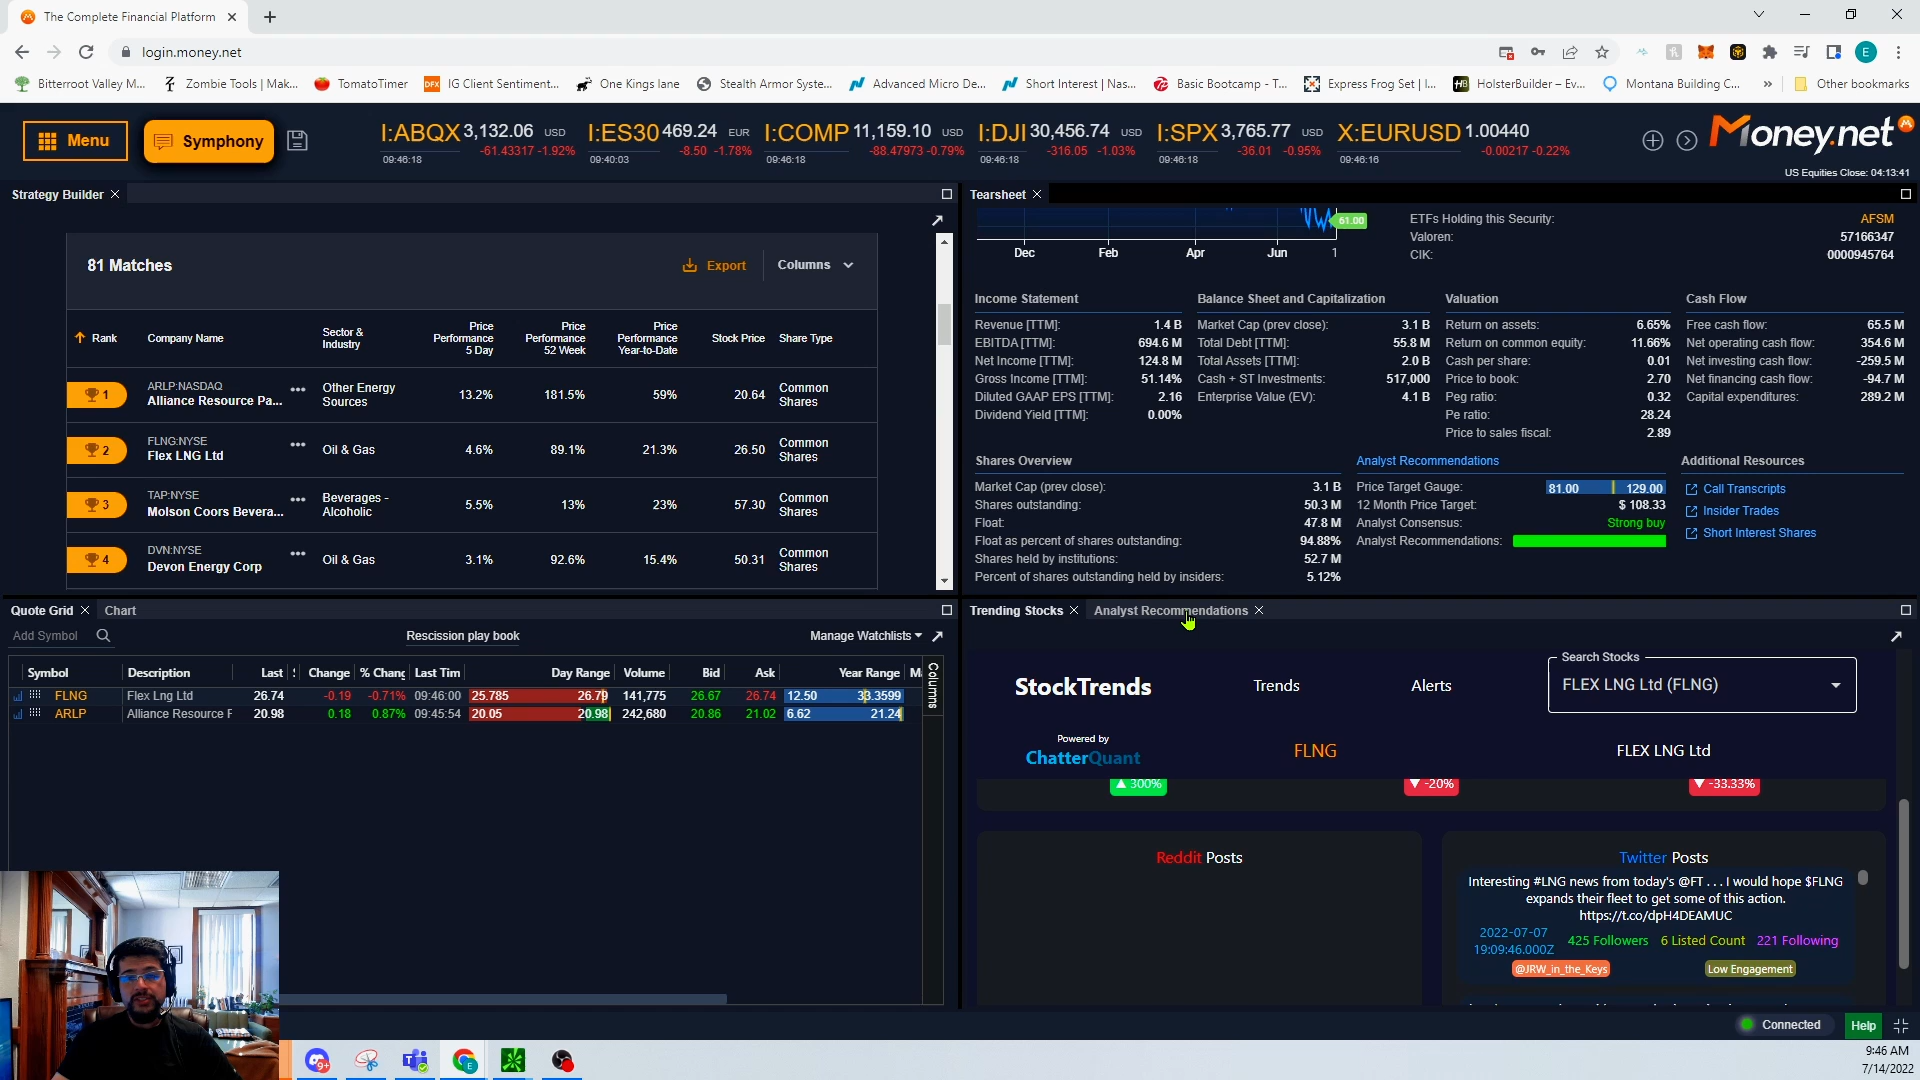 The Complete Financial Platform
login.money.net
Bitterroot Valley M...
Zombie Tools | Mak...
TomatoTimer
IG Client Sentiment...
One Kings lane
Stealth Armor Syste...
Advanced Micro De...
Short Interest | Nas...
Basic Bootcamp - T...
Express Frog Set | I...
HolsterBuilder – Ev...
Montana Building C...
Other bookmarks
Menu
Symphony
I:ABQX 3,132.06 USD
09:46:18 -61.43317 -1.92%
I:ES30 469.24 EUR
09:40:03 -8.50 -1.78%
I:COMP 11,159.10 USD
09:46:18 -88.47973 -0.79%
I:DJI 30,456.74 USD
09:46:18 -316.05 -1.03%
I:SPX 3,765.77 USD
09:46:18 -36.01 -0.95%
X:EURUSD 1.00440
09:46:16 -0.00217 -0.22%
Money.net
US Equities Close: 04:13:41
Strategy Builder
81 Matches
Export
Columns
Rank Company Name Sector & Industry Price Performance 5 Day Price Performance 52 Week Price Performance Year-to-Date Stock Price Share Type
1 ARLP:NASDAQ Alliance Resource Pa... ••• Other Energy Sources 13.2% 181.5% 59% 20.64 Common Shares
2 FLNG:NYSE Flex LNG Ltd ••• Oil & Gas 4.6% 89.1% 21.3% 26.50 Common Shares
3 TAP:NYSE Molson Coors Bevera... ••• Beverages - Alcoholic 5.5% 13% 23% 57.30 Common Shares
4 DVN:NYSE Devon Energy Corp ••• Oil & Gas 3.1% 92.6% 15.4% 50.31 Common Shares
Tearsheet
61.00
Dec Feb Apr Jun 1
ETFs Holding this Security: AFSM
Valoren: 57166347
CIK: 0000945764
Income Statement
Revenue [TTM]: 1.4 B
EBITDA [TTM]: 694.6 M
Net Income [TTM]: 124.8 M
Gross Income [TTM]: 51.14%
Diluted GAAP EPS [TTM]: 2.16
Dividend Yield [TTM]: 0.00%
Balance Sheet and Capitalization
Market Cap (prev close): 3.1 B
Total Debt [TTM]: 55.8 M
Total Assets [TTM]: 2.0 B
Cash + ST Investments: 517,000
Enterprise Value (EV): 4.1 B
Valuation
Return on assets: 6.65%
Return on common equity: 11.66%
Cash per share: 0.01
Price to book: 2.70
Peg ratio: 0.32
Pe ratio: 28.24
Price to sales fiscal: 2.89
Cash Flow
Free cash flow: 65.5 M
Net operating cash flow: 354.6 M
Net investing cash flow: -259.5 M
Net financing cash flow: -94.7 M
Capital expenditures: 289.2 M
Shares Overview
Market Cap (prev close): 3.1 B
Shares outstanding: 50.3 M
Float: 47.8 M
Float as percent of shares outstanding: 94.88%
Shares held by institutions: 52.7 M
Percent of shares outstanding held by insiders: 5.12%
Analyst Recommendations
Price Target Gauge: 81.00 129.00
12 Month Price Target: $ 108.33
Analyst Consensus: Strong buy
Analyst Recommendations:
Additional Resources
Call Transcripts
Insider Trades
Short Interest Shares
Quote Grid
Chart
Add Symbol
Rescission play book
Manage Watchlists
Symbol Description Last Change % Chang Last Tim Day Range Volume Bid Ask Year Range
FLNG Flex Lng Ltd 26.74 -0.19 -0.71% 09:46:00 25.785 26.79 141,775 26.67 26.74 12.50 33.3599
ARLP Alliance Resource F 20.98 0.18 0.87% 09:45:54 20.05 20.98 242,680 20.86 21.02 6.62 21.24
Columns
Trending Stocks
Analyst Recommendations
StockTrends
Trends
Alerts
Search Stocks
FLEX LNG Ltd (FLNG)
Powered by
ChatterQuant
FLNG
FLEX LNG Ltd
▲ 300%
▼ -20%
▼ -33.33%
Reddit Posts
Twitter Posts
Interesting #LNG news from today's @FT . . . I would hope $FLNG
expands their fleet to get some of this action.
https://t.co/dpH4DEAMUC
2022-07-07
19:09:46.000Z
425 Followers 6 Listed Count 221 Following
@JRW_in_the_Keys
Low Engagement
Connected
Help
9:46 AM
7/14/2022